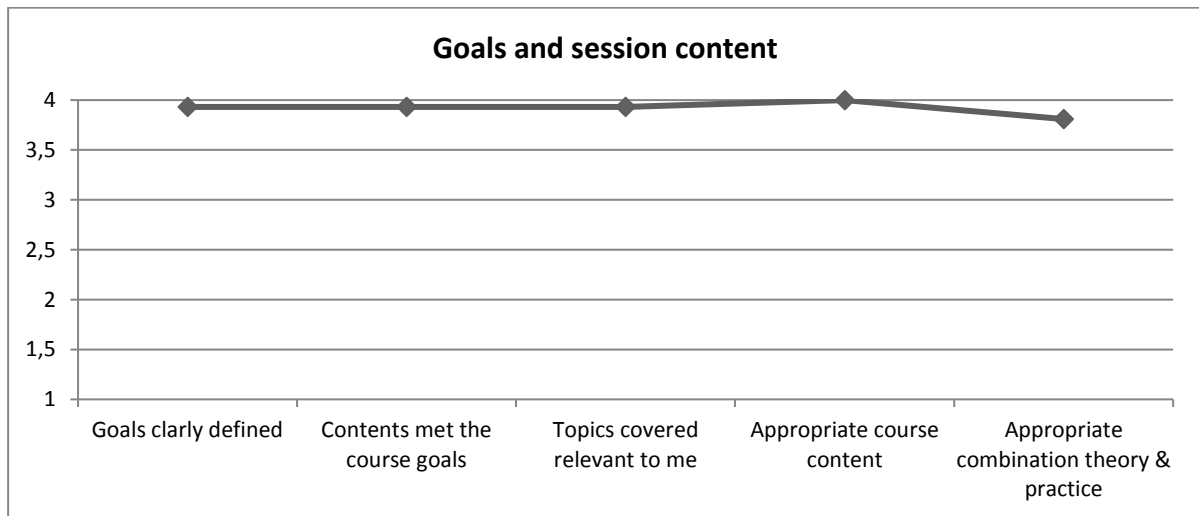 Goals and session content
4
3,5
3
2,5
2
1,5
1
Goals clarly defined
Contents met the
course goals
Topics covered
relevant to me
Appropriate course
content
Appropriate
combination theory &
practice